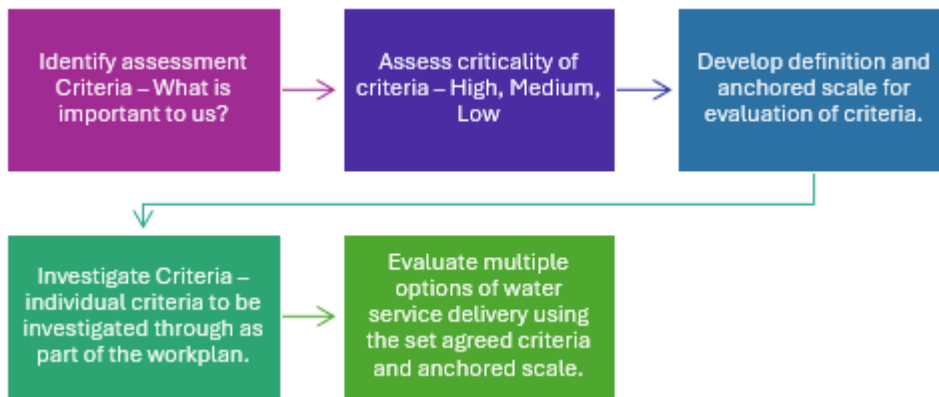 Identify assessment
Criteria – What is
important to us?
Assess criticality of
criteria – High, Medium,
Low
Develop definition and
anchored scale for
evaluation of criteria.
Investigate Criteria –
individual criteria to be
investigated through as
part of the workplan.
Evaluate multiple
options of water
service delivery using
the set agreed criteria
and anchored scale.